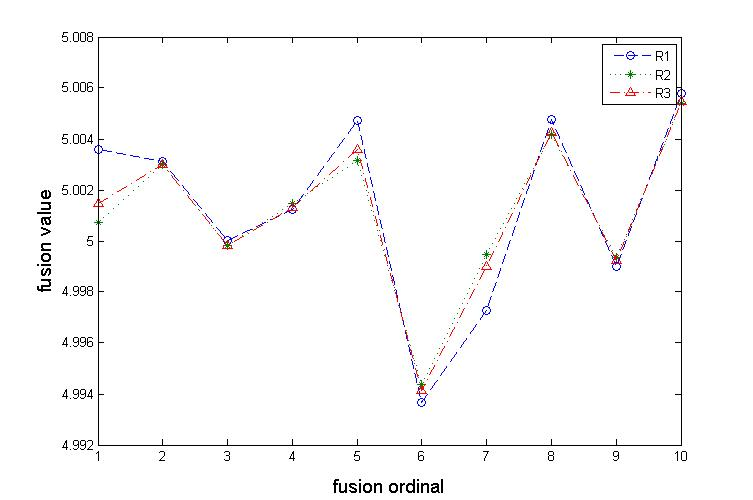 5.008
5.006
5.004
5.002
5
4.998
4.996
4.994
4.992
fusion value
R1
R2
R3
1 2 3 4 5 6 7 8 9 10
fusion ordinal